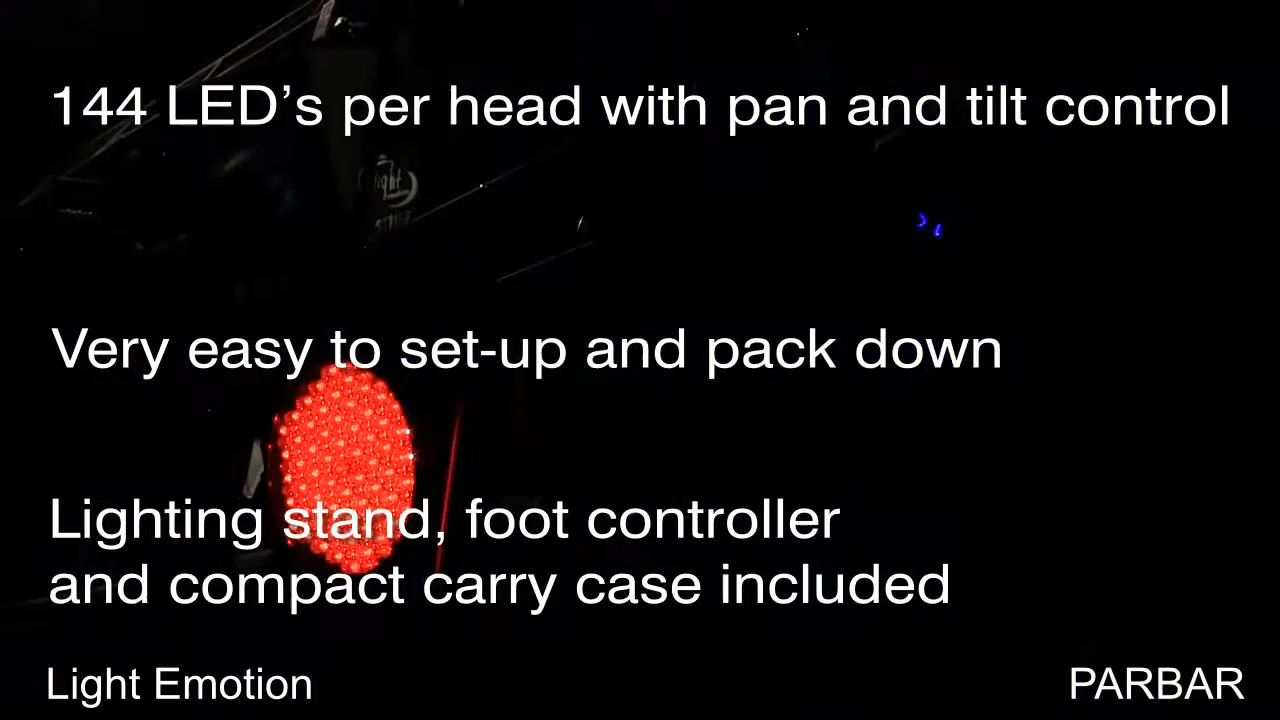 144 LED’s per head with pan and tilt control
Very easy to set-up and pack down
Lighting stand, foot controller
and compact carry case included
Light Emotion
PARBAR